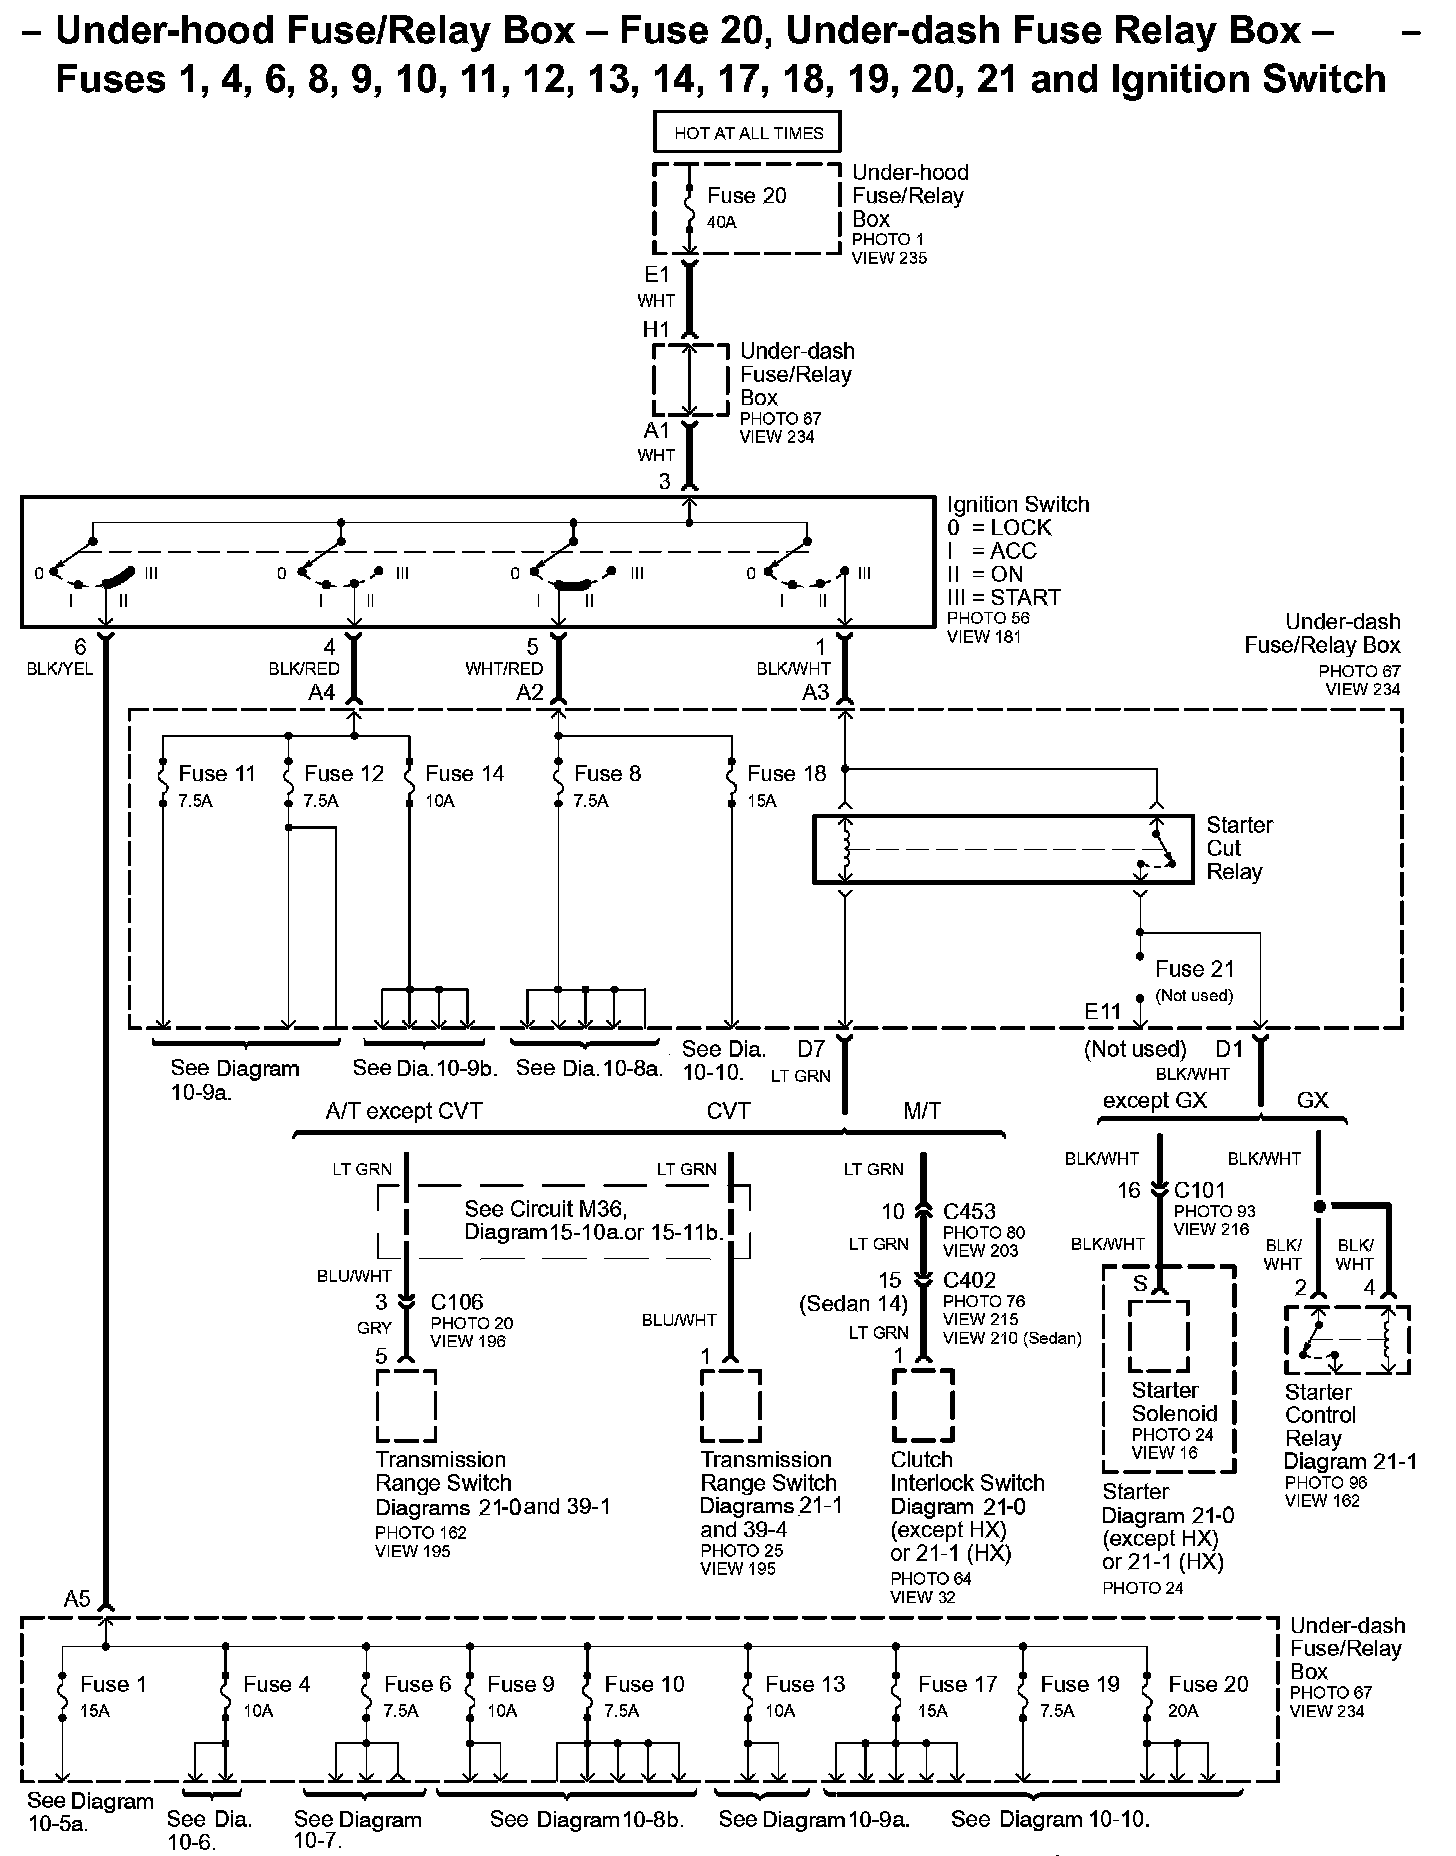 – Under-hood Fuse/Relay Box – Fuse 20, Under-dash Fuse Relay Box – –
Fuses 1, 4, 6, 8, 9, 10, 11, 12, 13, 14, 17, 18, 19, 20, 21 and Ignition Switch
HOT AT ALL TIMES
Fuse 20
40A
Under-hood
Fuse/Relay
Box
PHOTO 1
VIEW 235
E1
WHT
H1
Under-dash
Fuse/Relay
Box
PHOTO 67
VIEW 234
A1
WHT
3
Ignition Switch
0 = LOCK
I = ACC
II = ON
III = START
PHOTO 56
VIEW 181
0 I II III
0 I II III
0 I II III
0 I II III
6
BLK/YEL
4
BLK/RED
A4
5
WHT/RED
A2
1
BLK/WHT
A3
Under-dash
Fuse/Relay Box
PHOTO 67
VIEW 234
Fuse 11
7.5A
Fuse 12
7.5A
Fuse 14
10A
Fuse 8
7.5A
Fuse 18
15A
Starter
Cut
Relay
Fuse 21
(Not used)
E11
See Diagram
10-9a.
See Dia. 10-9b.
See Dia. 10-8a.
See Dia.
10-10.
D7
LT GRN
(Not used)
D1
BLK/WHT
A/T except CVT
CVT
M/T
except GX
GX
LT GRN
LT GRN
LT GRN
BLK/WHT
BLK/WHT
See Circuit M36,
Diagram 15-10a. or 15-11b.
10
C453
PHOTO 80
VIEW 203
16
C101
PHOTO 93
VIEW 216
BLU/WHT
3
C106
PHOTO 20
VIEW 196
GRY
5
BLU/WHT
1
LT GRN
15
(Sedan 14)
C402
PHOTO 76
VIEW 215
VIEW 210 (Sedan)
LT GRN
1
BLK/WHT
S
BLK/
WHT
BLK/
WHT
2
4
Transmission
Range Switch
Diagrams 21-0 and 39-1
PHOTO 162
VIEW 195
Transmission
Range Switch
Diagrams 21-1
and 39-4
PHOTO 25
VIEW 195
Clutch
Interlock Switch
Diagram 21-0
(except HX)
or 21-1 (HX)
PHOTO 64
VIEW 32
Starter
Solenoid
PHOTO 24
VIEW 16
Starter
Diagram 21-0
(except HX)
or 21-1 (HX)
PHOTO 24
Starter
Control
Relay
Diagram 21-1
PHOTO 96
VIEW 162
A5
Under-dash
Fuse/Relay
Box
PHOTO 67
VIEW 234
Fuse 1
15A
Fuse 4
10A
Fuse 6
7.5A
Fuse 9
10A
Fuse 10
7.5A
Fuse 13
10A
Fuse 17
15A
Fuse 19
7.5A
Fuse 20
20A
See Diagram
10-5a.
See Dia.
10-6.
See Diagram
10-7.
See Diagram 10-8b.
See Diagram 10-9a.
See Diagram 10-10.